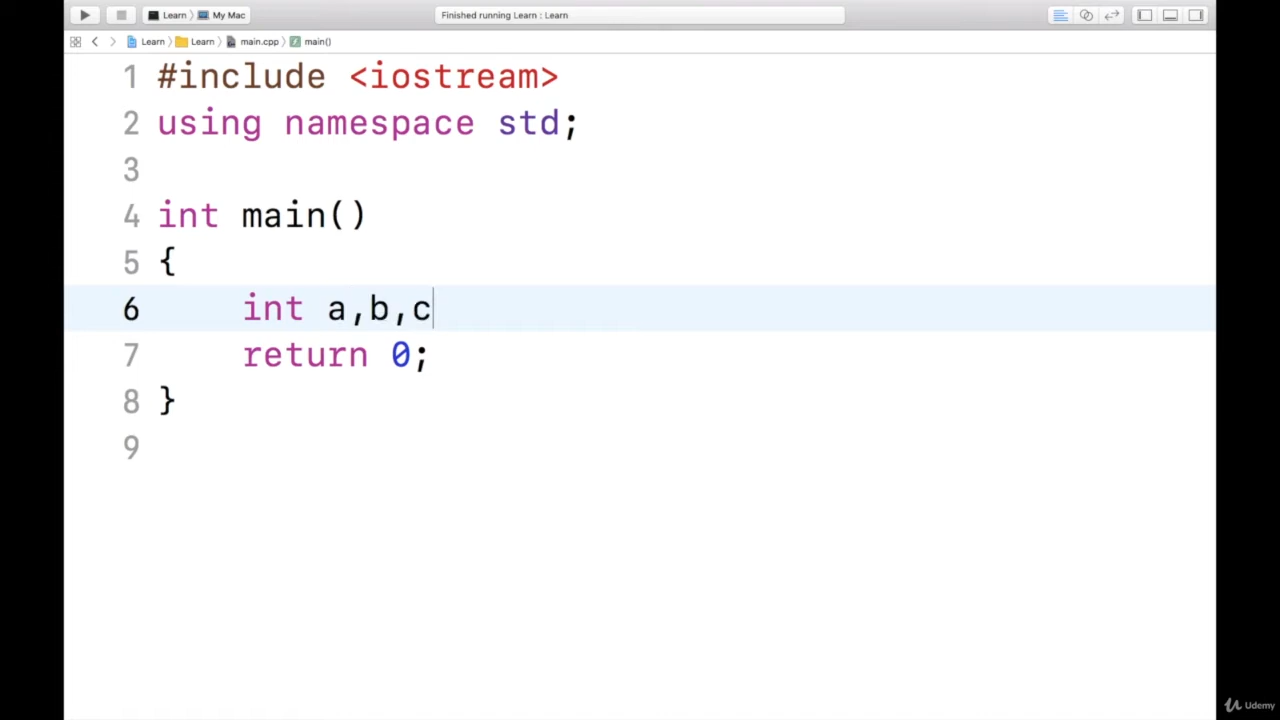 Learn My Mac Finished running Learn : Learn
Learn Learn main.cpp main()
1 #include <iostream>
2 using namespace std;
3
4 int main()
5 {
6 int a,b,c
7 return 0;
8 }
9
Udemy